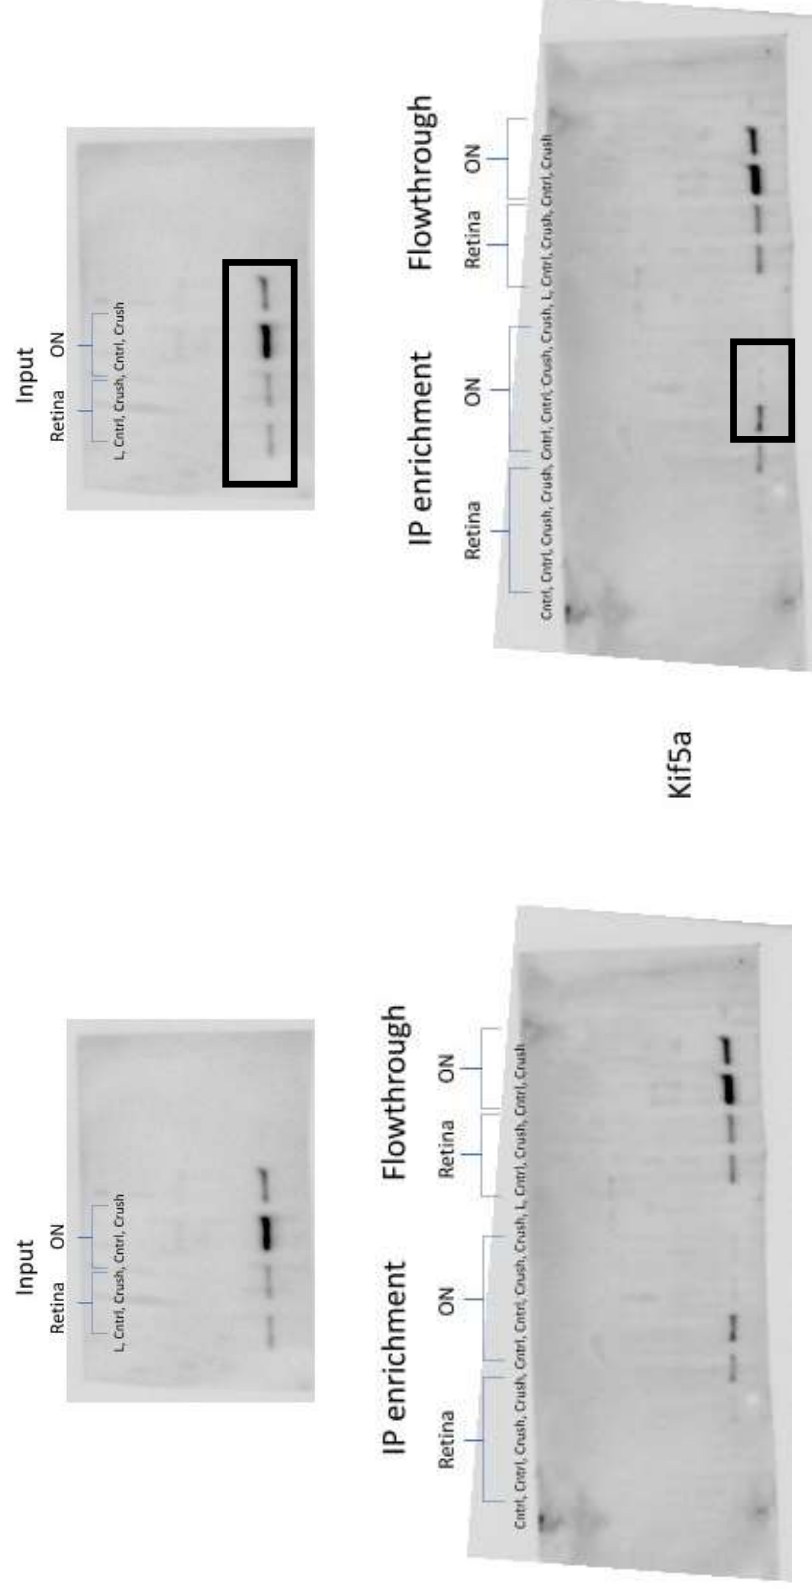 Input
Retina
ON
L, Cntrl, Crush, Cntrl, Crush
IP enrichment
Flowthrough
Retina
ON
Retina
ON
Cntrl, Cntrl, Crush, Crush, Cntrl, Cntrl, Crush, Crush, L, Cntrl, Crush, Cntrl, Crush
Kif5a
Input
Retina
ON
L, Cntrl, Crush, Cntrl, Crush
IP enrichment
Flowthrough
Retina
ON
Retina
ON
Cntrl, Cntrl, Crush, Crush, Cntrl, Cntrl, Crush, Crush, L, Cntrl, Crush, Cntrl, Crush